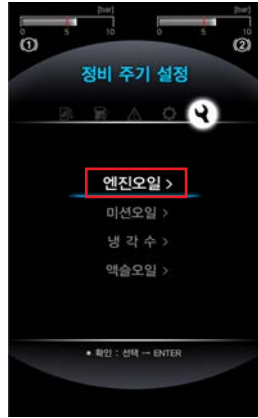 [bar] [bar]
0 5 10 0 5 10
(1) (2)
정비 주기 설정
엔진오일 >
미션오일 >
냉 각 수 >
액슬오일 >
● 확인 : 선택 → ENTER